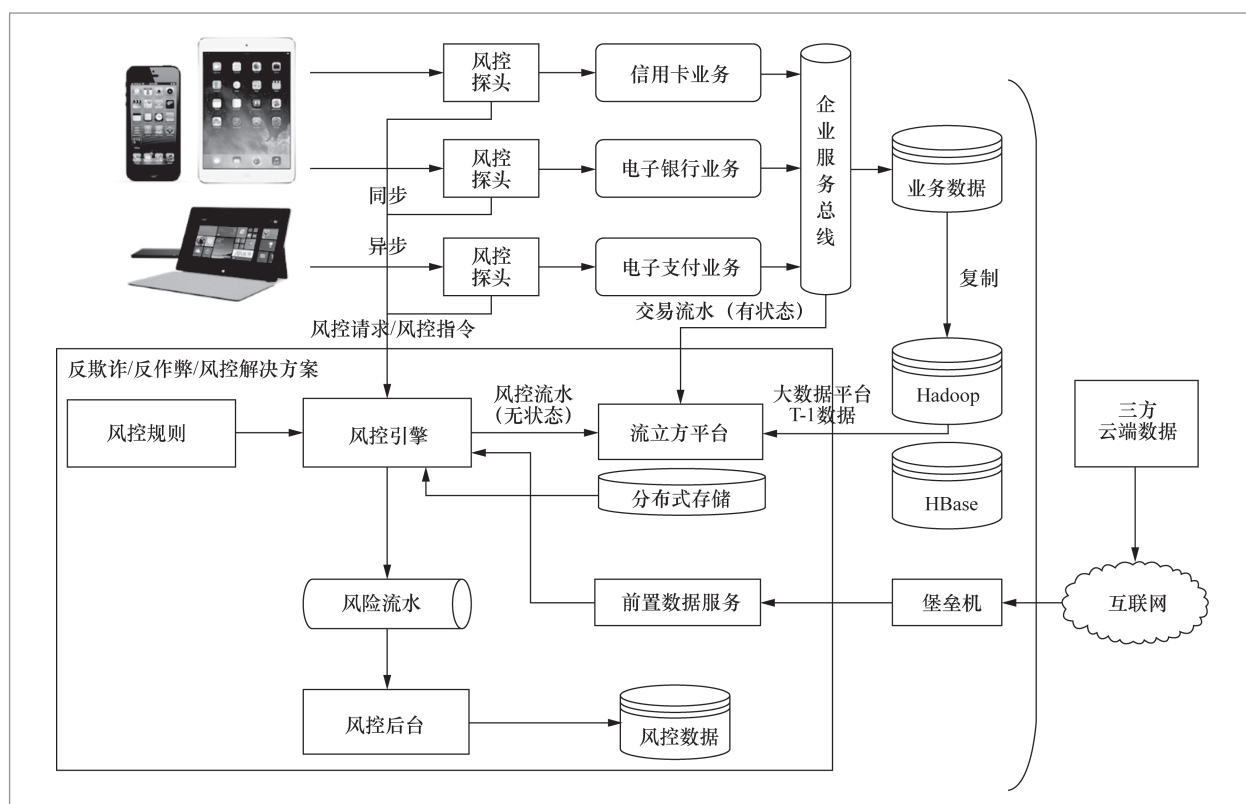 风控
探头
信用卡业务
企业服务总线
风控
探头
电子银行业务
业务数据
同步
异步
风控
探头
电子支付业务
复制
交易流水（有状态）
风控请求/风控指令
反欺诈/反作弊/风控解决方案
风控规则
风控引擎
风控流水
（无状态）
流立方平台
大数据平台
T-1数据
Hadoop
三方
云端数据
分布式存储
HBase
风险流水
前置数据服务
堡垒机
互联网
风控后台
风控数据